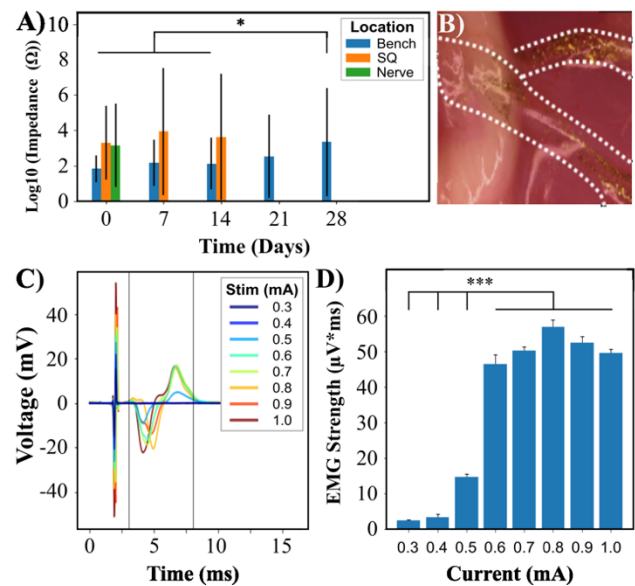 A)
10
8
6
4
2
0
Log10 (Impedance (Ω))
*
Location
Bench
SQ
Nerve
0 7 14 21 28
Time (Days)
B)
C)
40
20
0
-20
-40
Voltage (mV)
Stim (mA)
0.3
0.4
0.5
0.6
0.7
0.8
0.9
1.0
0 5 10 15
Time (ms)
D)
***
60
50
40
30
20
10
0
EMG Strength (µV*ms)
0.3 0.4 0.5 0.6 0.7 0.8 0.9 1.0
Current (mA)